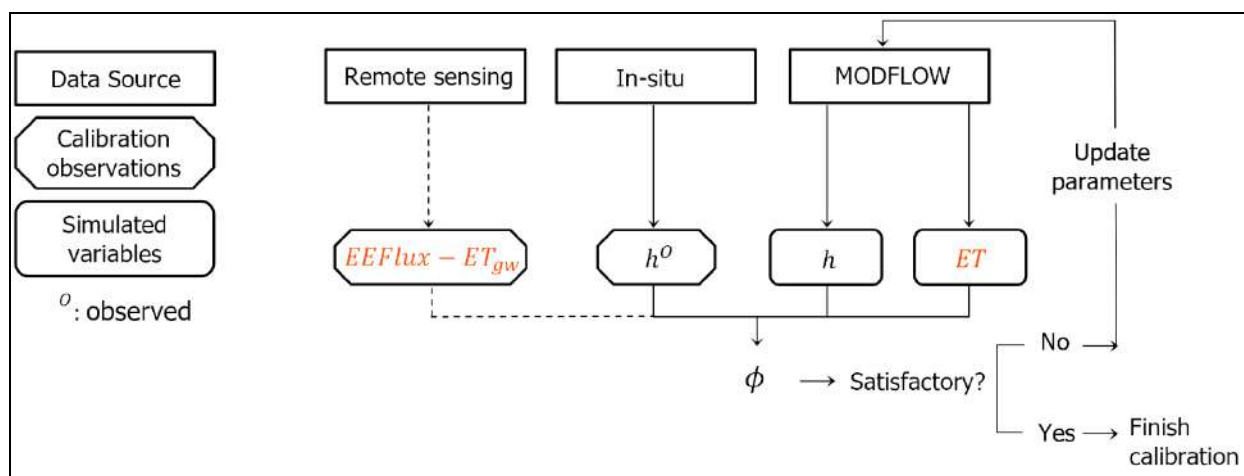 Data Source
Calibration
observations
Simulated
variables
ᴼ: observed
Remote sensing
In-situ
MODFLOW
EEFlux − ET_gw
h^O
h
ET
Update
parameters
ϕ
Satisfactory?
No
Yes
Finish
calibration